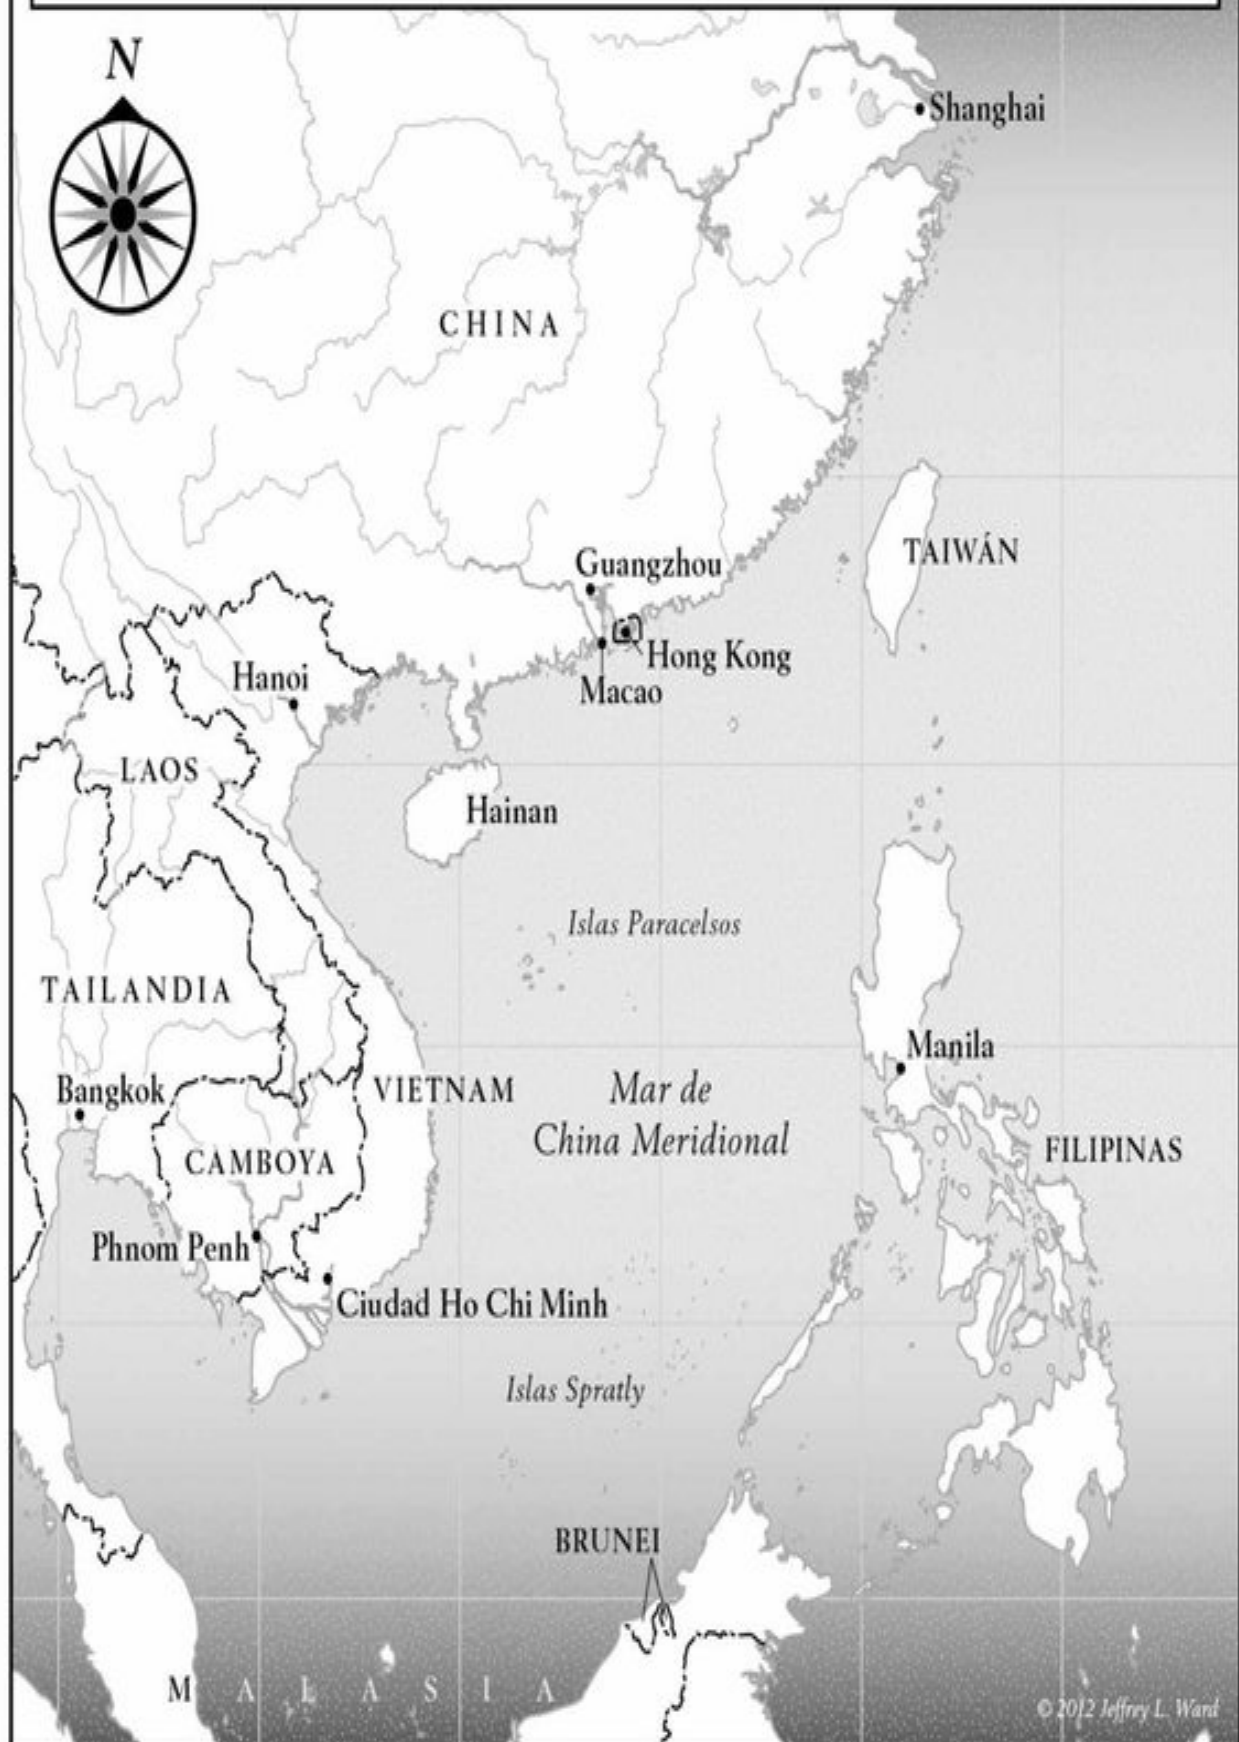 N
Shanghai
CHINA
TAIWÁN
Guangzhou
Hong Kong
Macao
Hanoi
LAOS
Hainan
Islas Paracelsos
TAILANDIA
Manila
Bangkok
VIETNAM
Mar de
China Meridional
CAMBOYA
FILIPINAS
Phnom Penh
Ciudad Ho Chi Minh
Islas Spratly
BRUNEI
MALASIA
© 2012 Jeffrey L. Ward